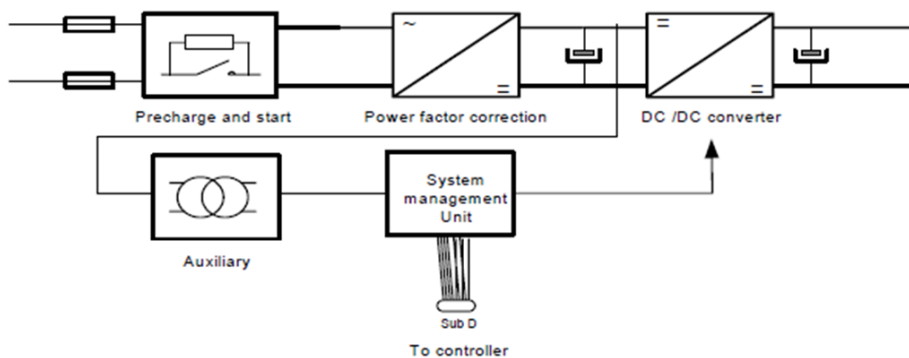 ~
=
=
=
Precharge and start
Power factor correction
DC /DC converter
System
management
Unit
Auxiliary
Sub D
To controller